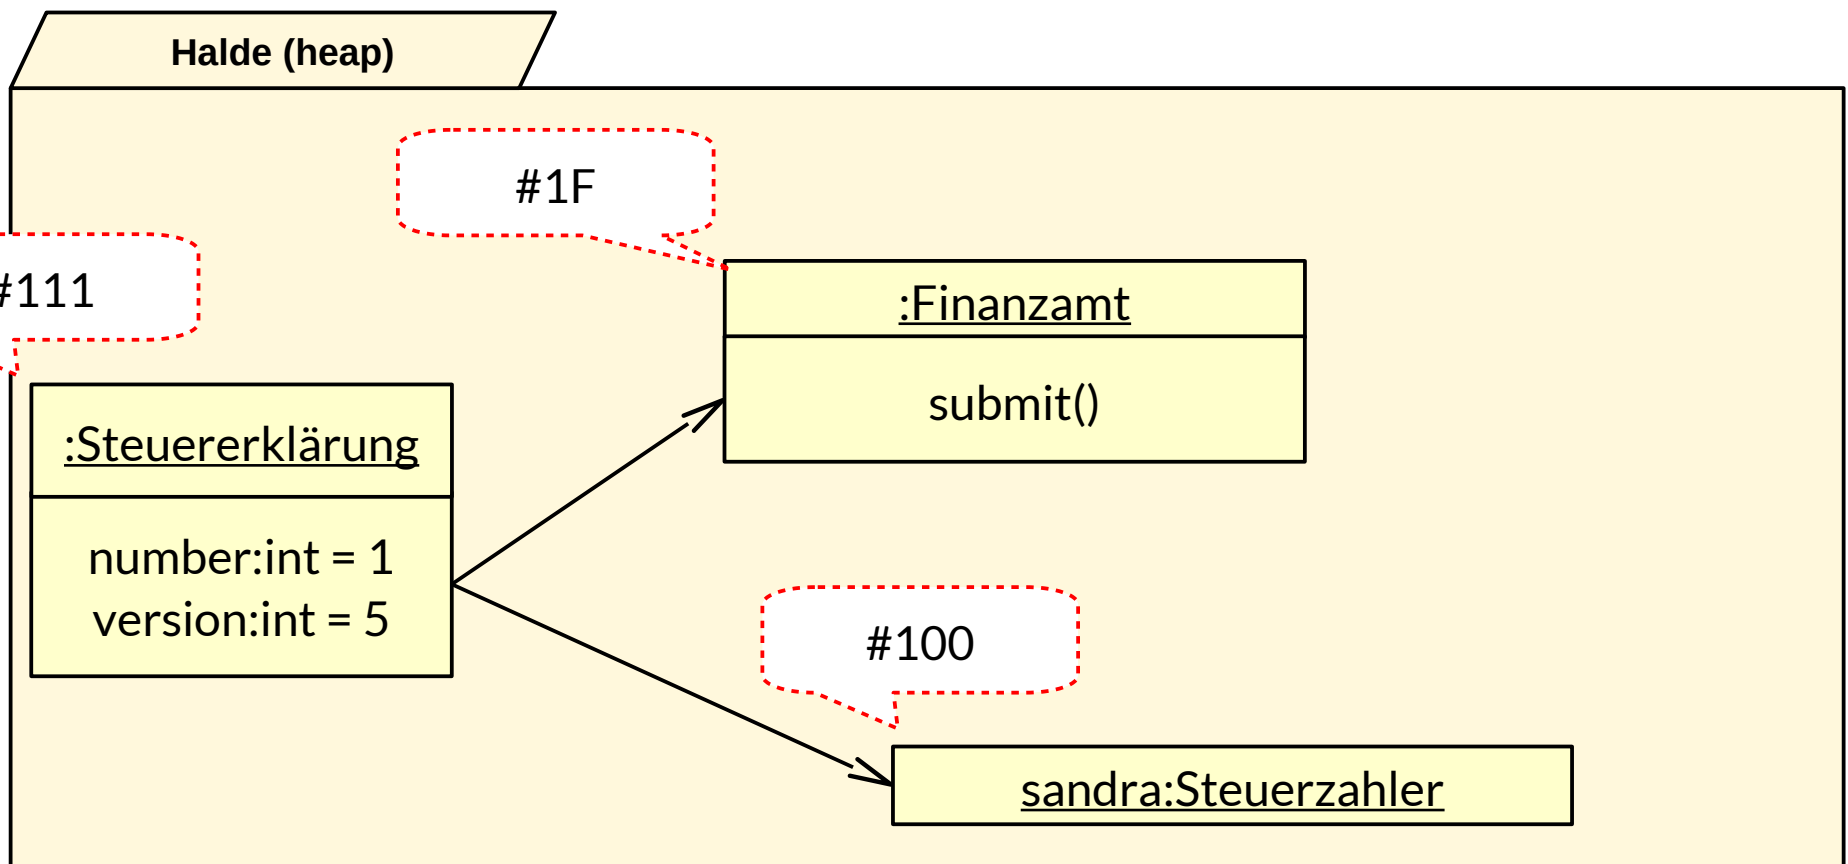 Halde (heap)
#1F
#111
:Finanzamt
submit()
:Steuererklärung
number:int = 1
version:int = 5
#100
sandra:Steuerzahler